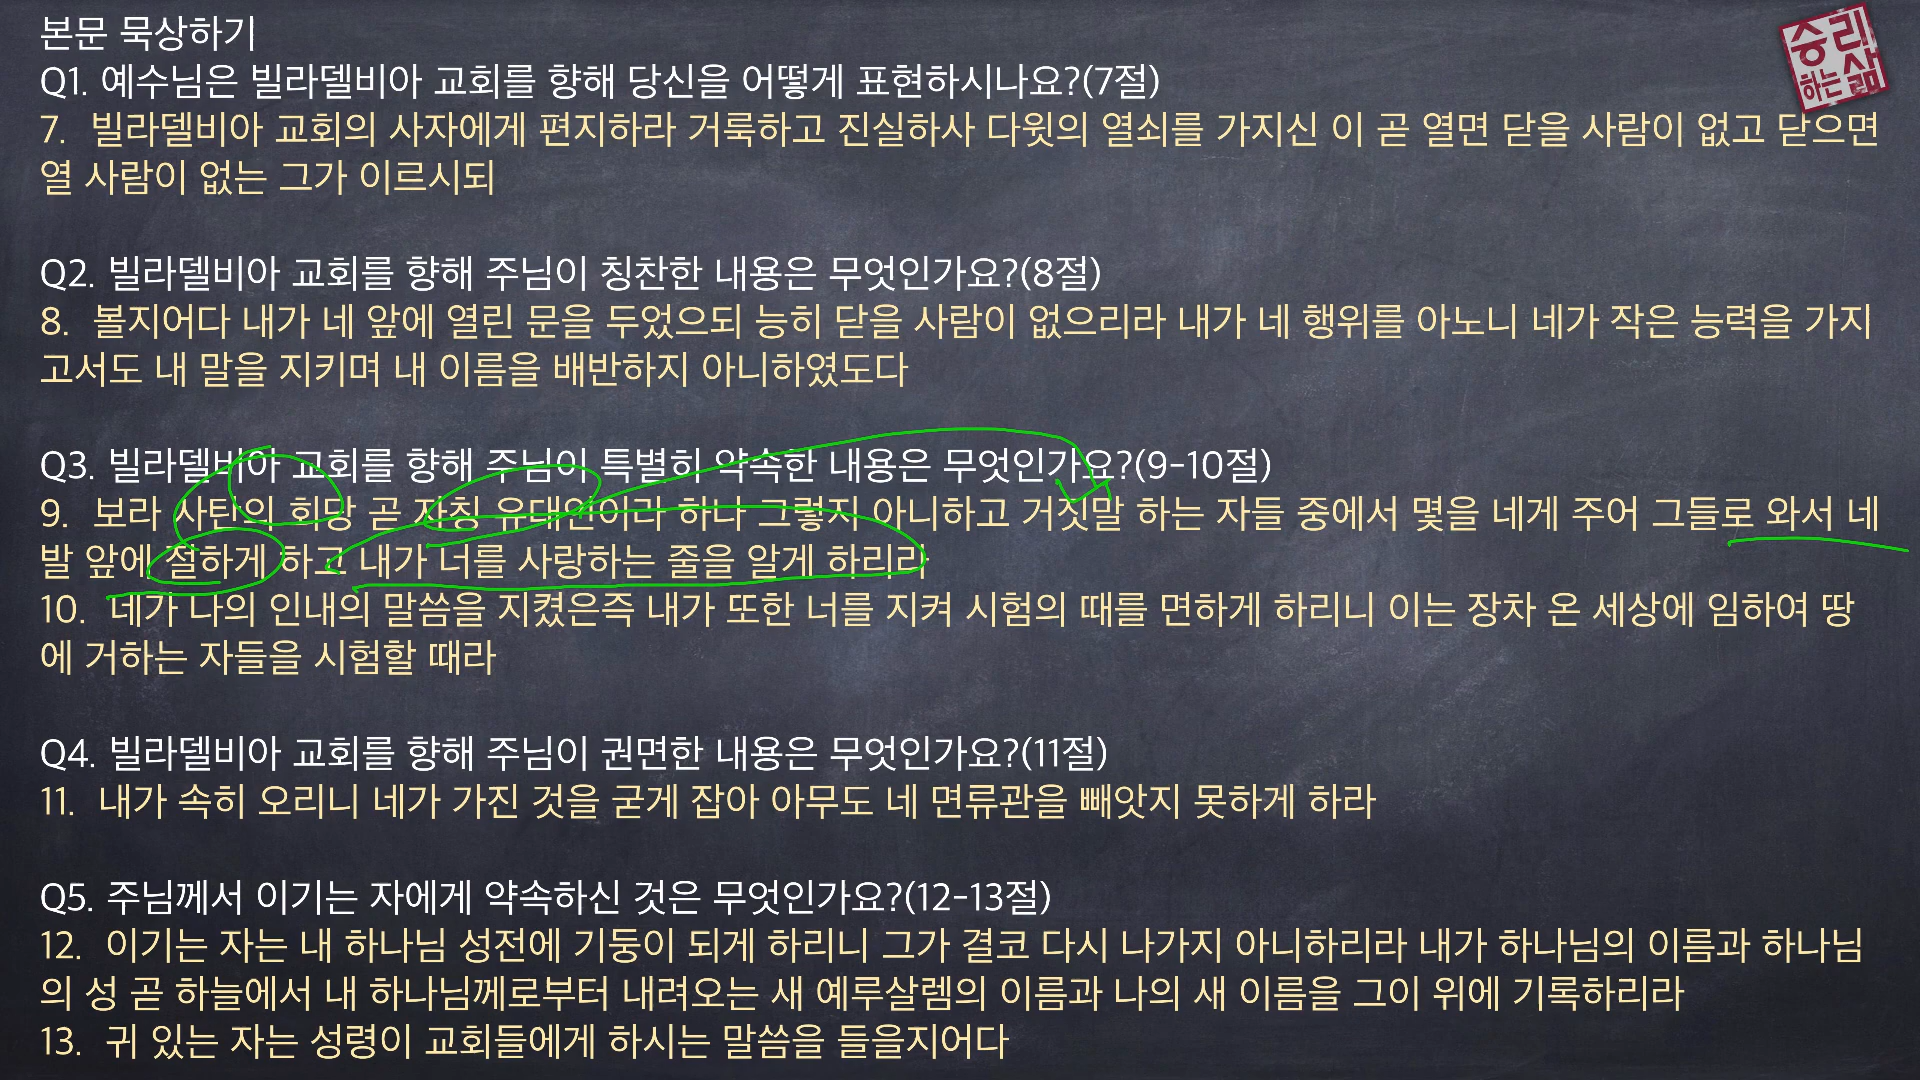 본문 묵상하기
승리
하는 삶
Q1. 예수님은 빌라델비아 교회를 향해 당신을 어떻게 표현하시나요?(7절)
7. 빌라델비아 교회의 사자에게 편지하라 거룩하고 진실하사 다윗의 열쇠를 가지신 이 곧 열면 닫을 사람이 없고 닫으면
열 사람이 없는 그가 이르시되
Q2. 빌라델비아 교회를 향해 주님이 칭찬한 내용은 무엇인가요?(8절)
8. 볼지어다 내가 네 앞에 열린 문을 두었으되 능히 닫을 사람이 없으리라 내가 네 행위를 아노니 네가 작은 능력을 가지
고서도 내 말을 지키며 내 이름을 배반하지 아니하였도다
Q3. 빌라델비아 교회를 향해 주님이 특별히 약속한 내용은 무엇인가요?(9-10절)
9. 보라 사탄의 회당 곧 자칭 유대인이라 하나 그렇지 아니하고 거짓말 하는 자들 중에서 몇을 네게 주어 그들로 와서 네
발 앞에 절하게 하고 내가 너를 사랑하는 줄을 알게 하리라
10. 네가 나의 인내의 말씀을 지켰은즉 내가 또한 너를 지켜 시험의 때를 면하게 하리니 이는 장차 온 세상에 임하여 땅
에 거하는 자들을 시험할 때라
Q4. 빌라델비아 교회를 향해 주님이 권면한 내용은 무엇인가요?(11절)
11. 내가 속히 오리니 네가 가진 것을 굳게 잡아 아무도 네 면류관을 빼앗지 못하게 하라
Q5. 주님께서 이기는 자에게 약속하신 것은 무엇인가요?(12-13절)
12. 이기는 자는 내 하나님 성전에 기둥이 되게 하리니 그가 결코 다시 나가지 아니하리라 내가 하나님의 이름과 하나님
의 성 곧 하늘에서 내 하나님께로부터 내려오는 새 예루살렘의 이름과 나의 새 이름을 그이 위에 기록하리라
13. 귀 있는 자는 성령이 교회들에게 하시는 말씀을 들을지어다